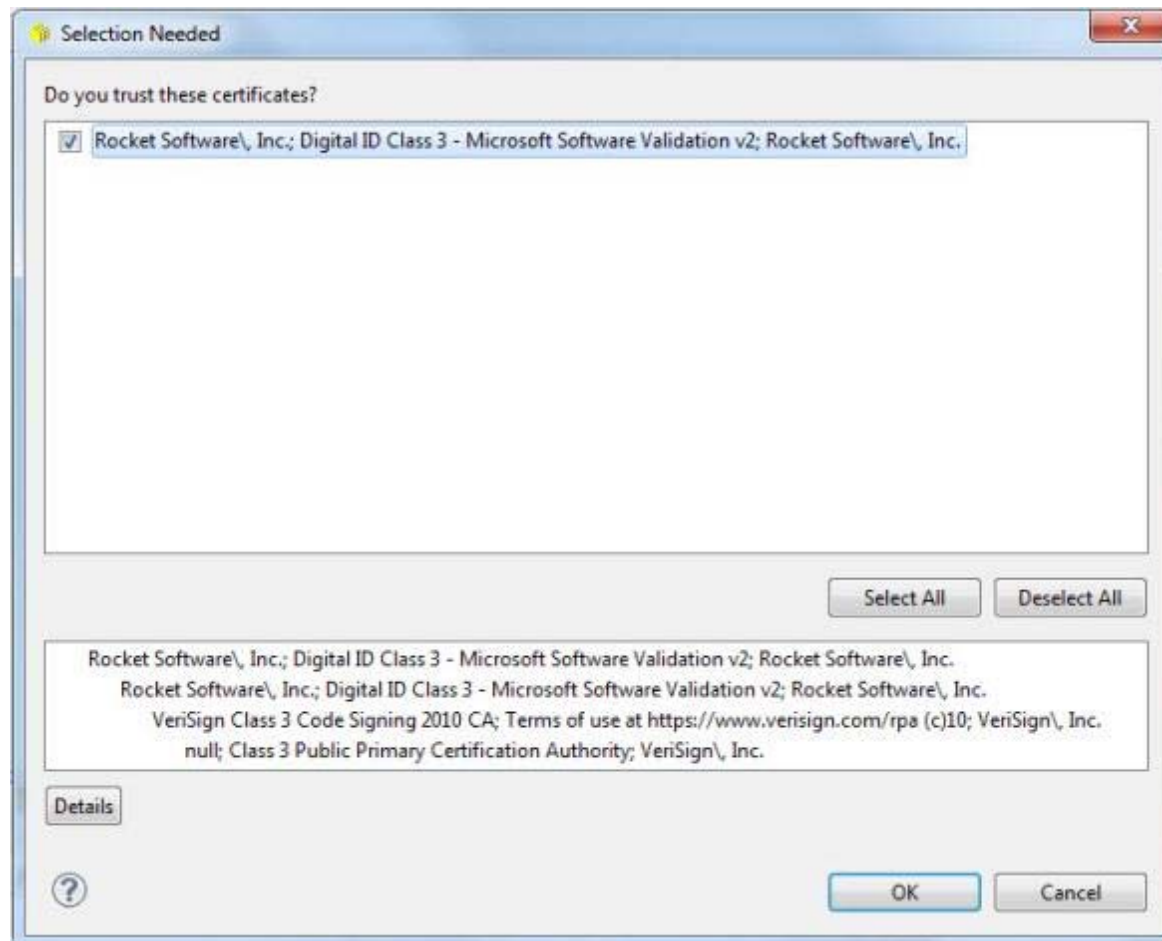 Selection Needed
Do you trust these certificates?
Rocket Software\, Inc.; Digital ID Class 3 - Microsoft Software Validation v2; Rocket Software\, Inc.
Select All
Deselect All
Rocket Software\, Inc.; Digital ID Class 3 - Microsoft Software Validation v2; Rocket Software\, Inc.
Rocket Software\, Inc.; Digital ID Class 3 - Microsoft Software Validation v2; Rocket Software\, Inc.
VeriSign Class 3 Code Signing 2010 CA; Terms of use at https://www.verisign.com/rpa (c)10; VeriSign\, Inc.
null; Class 3 Public Primary Certification Authority; VeriSign\, Inc.
Details
?
OK
Cancel